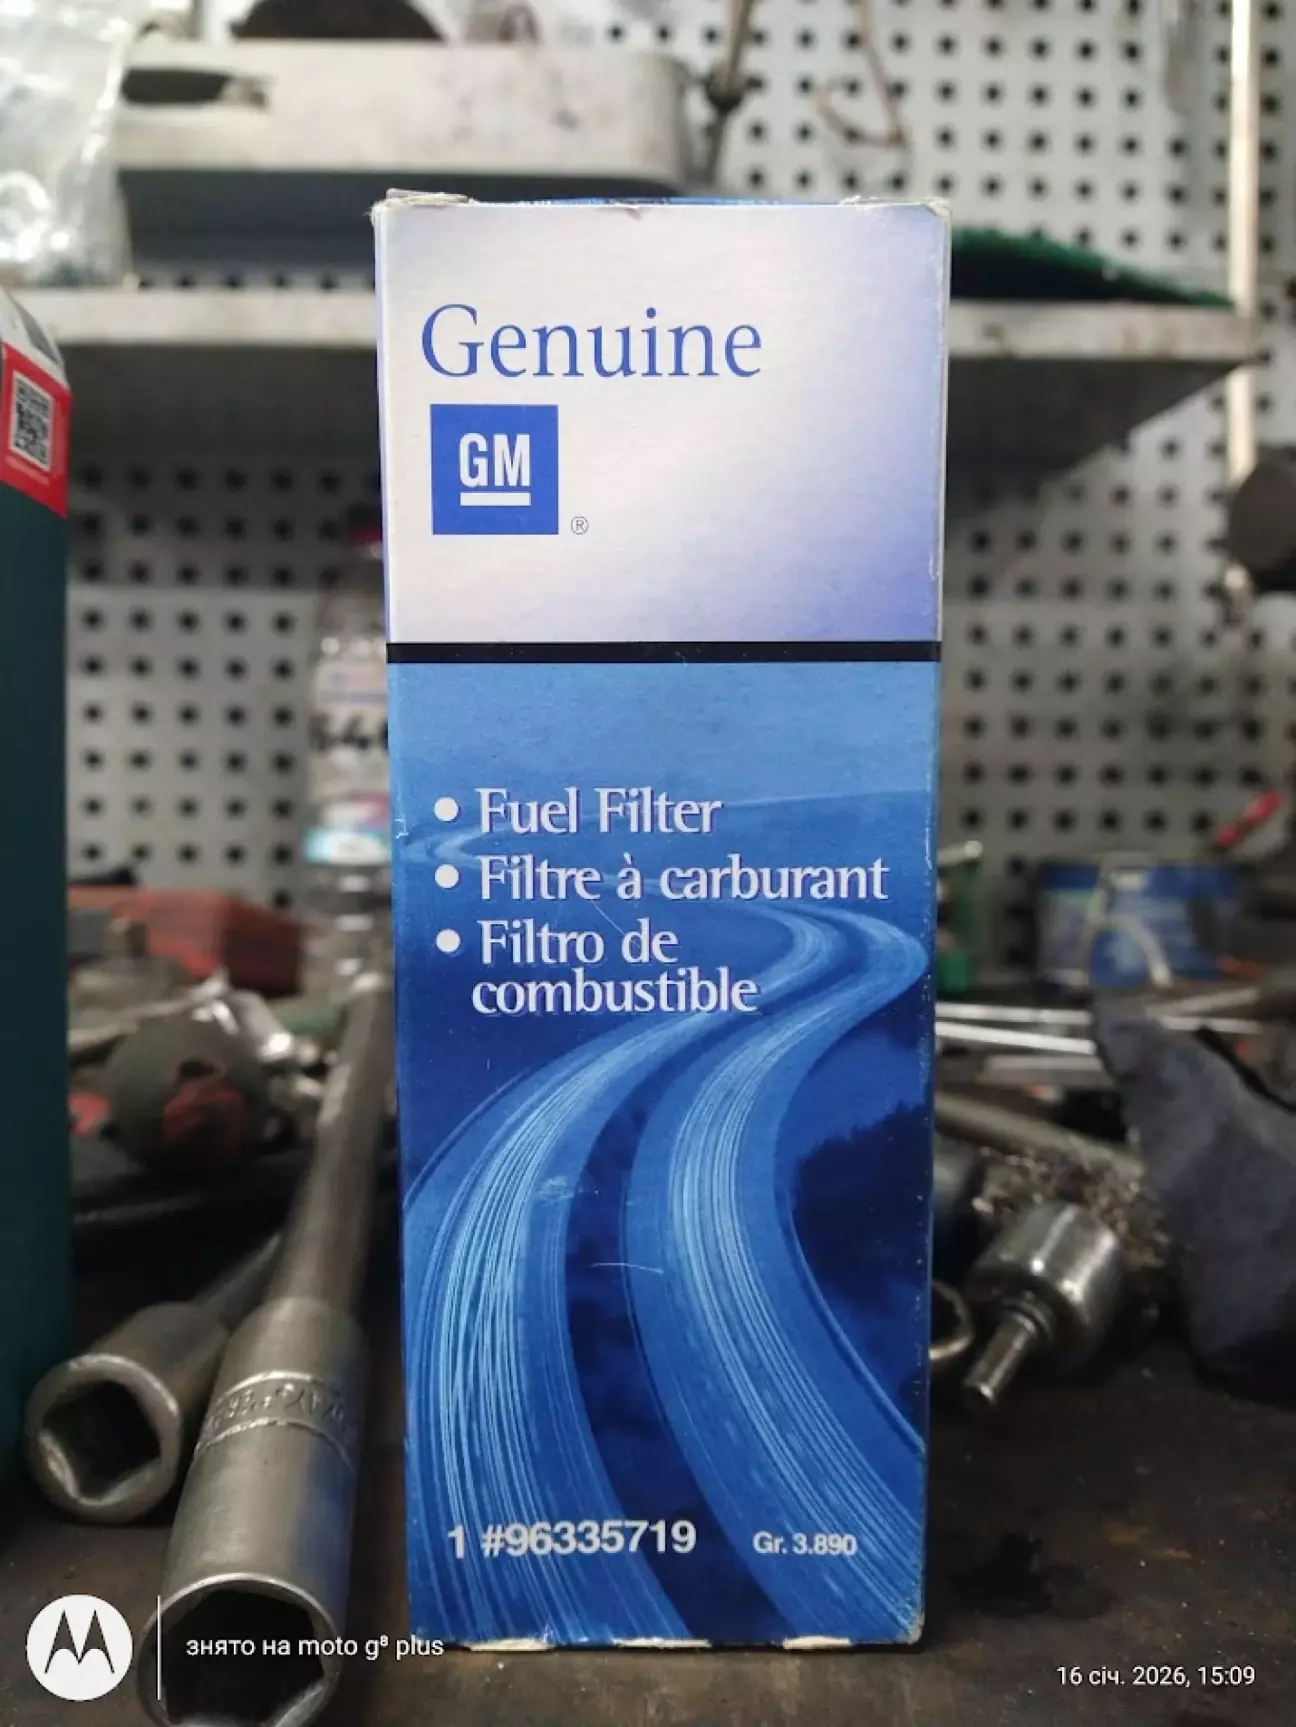 Genuine
GM
®
• Fuel Filter
• Filtre à carburant
• Filtro de
combustible
1 #96335719 Gr. 3.890
знято на moto g⁸ plus
16 січ. 2026, 15:09